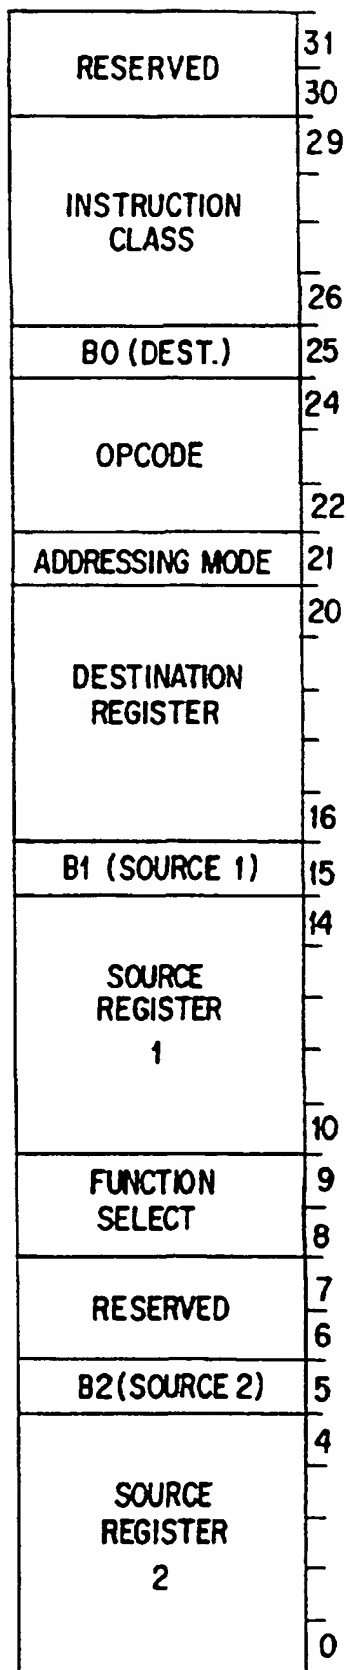 RESERVED
31
30
29
INSTRUCTION
CLASS
26
B0 (DEST.)
25
24
OPCODE
22
ADDRESSING MODE
21
20
DESTINATION
REGISTER
16
B1 (SOURCE 1)
15
14
SOURCE
REGISTER
1
10
FUNCTION
SELECT
9
8
RESERVED
7
6
B2 (SOURCE 2)
5
4
SOURCE
REGISTER
2
0